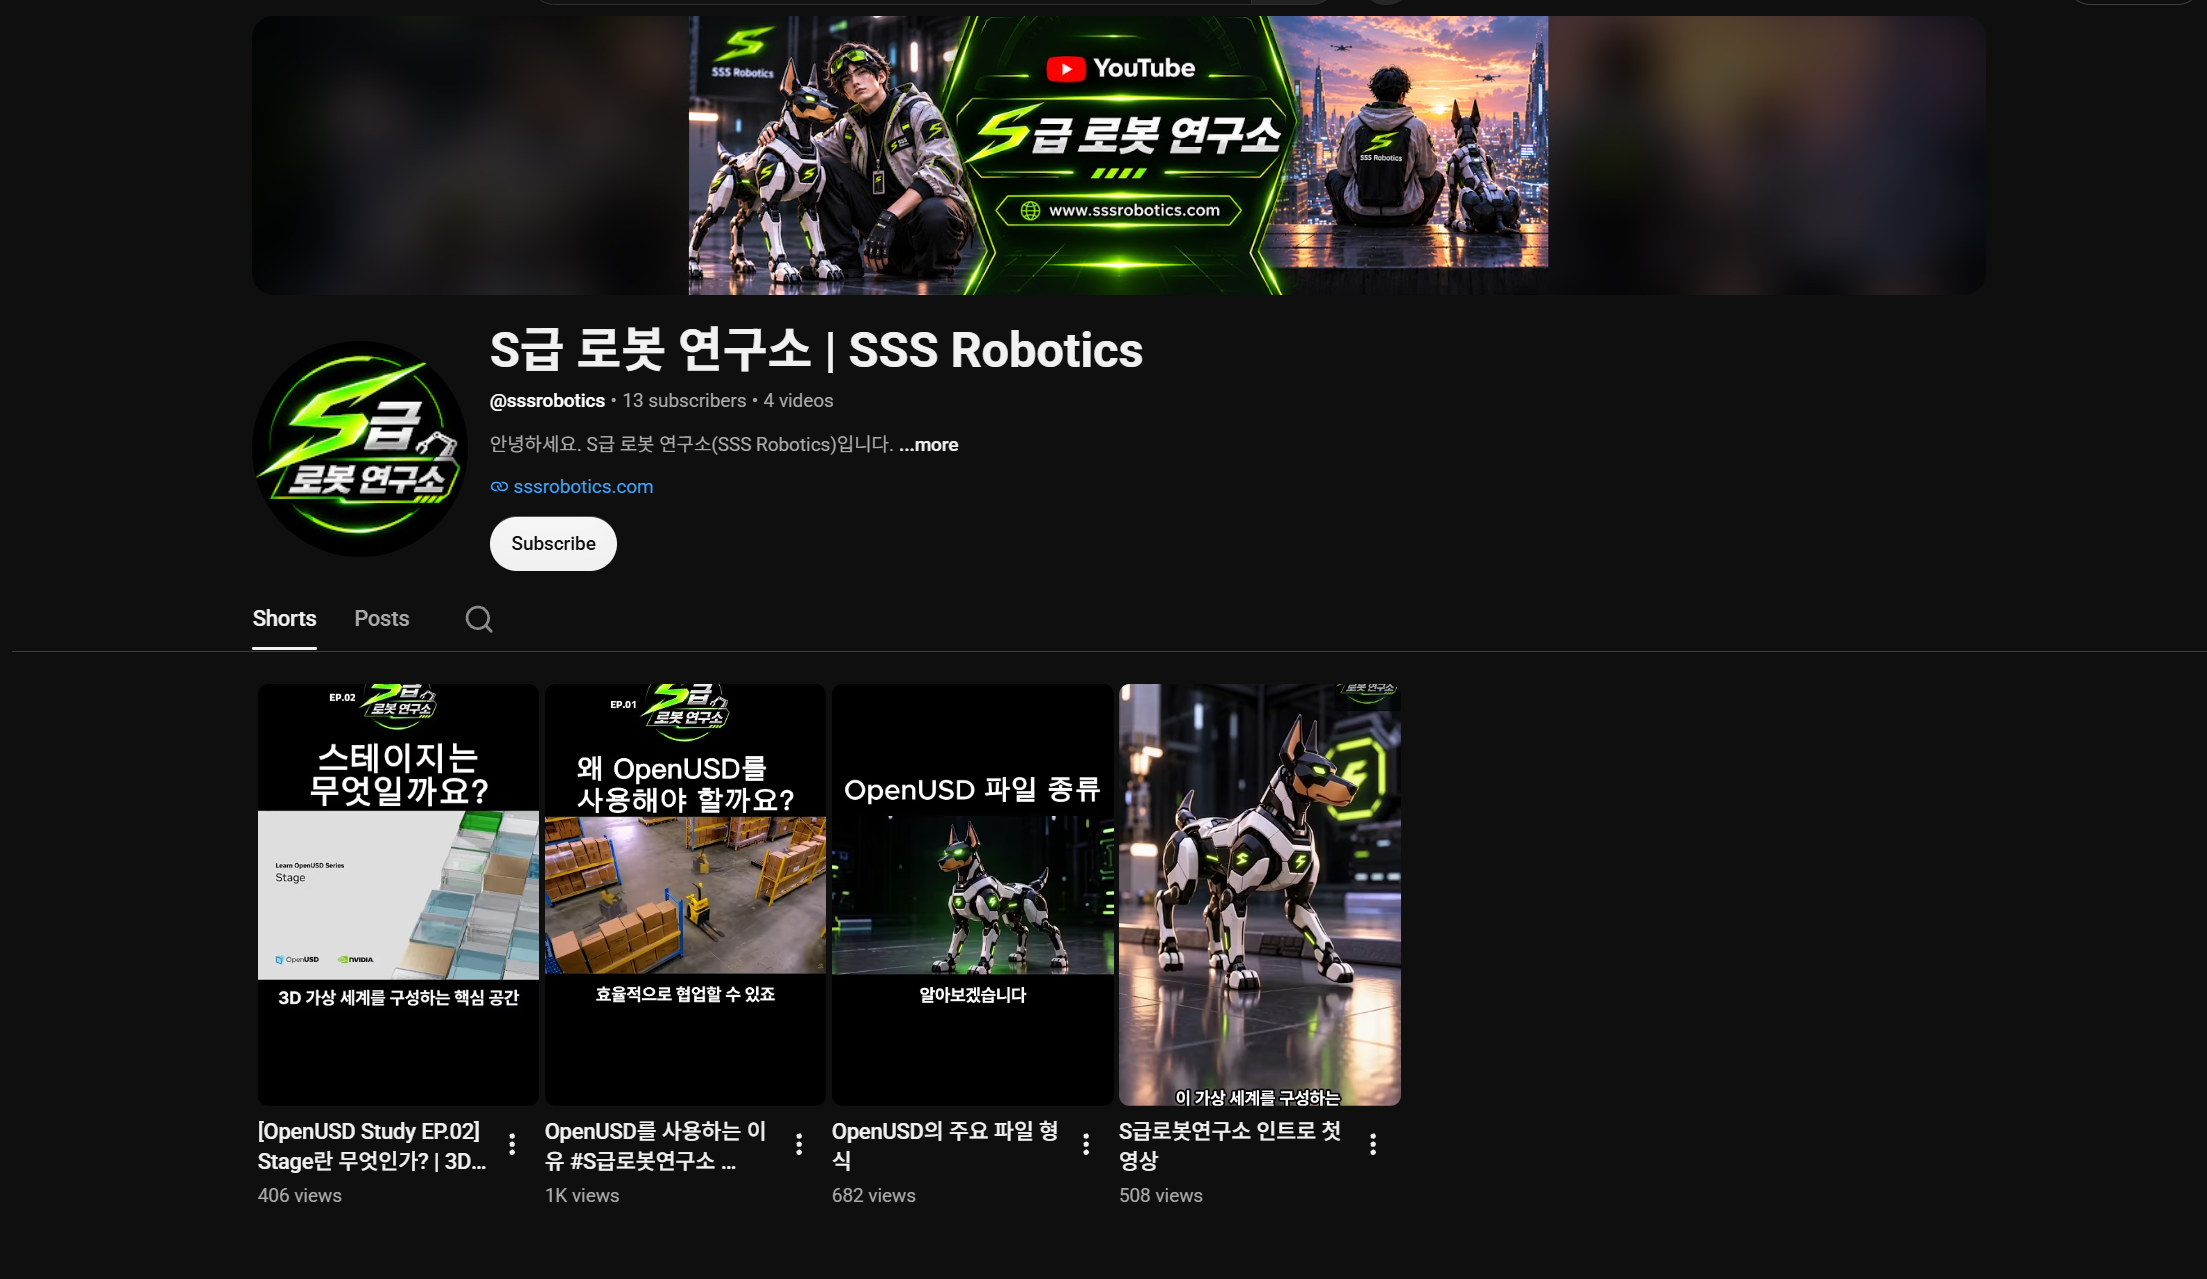 SSS Robotics
YouTube
S급 로봇 연구소
www.sssrobotics.com
SSS Robotics
S급
로봇 연구소
S급 로봇 연구소 | SSS Robotics
@sssrobotics • 13 subscribers • 4 videos
안녕하세요. S급 로봇 연구소(SSS Robotics)입니다. ...more
sssrobotics.com
Subscribe
Shorts
Posts
EP.02
S급
로봇 연구소
스테이지는
무엇일까요?
Learn OpenUSD Series
Stage
OpenUSD
NVIDIA
3D 가상 세계를 구성하는 핵심 공간
[OpenUSD Study EP.02]
Stage란 무엇인가? | 3D...
406 views
EP.01
S급
로봇 연구소
왜 OpenUSD를
사용해야 할까요?
효율적으로 협업할 수 있죠
OpenUSD를 사용하는 이
유 #S급로봇연구소 ...
1K views
OpenUSD 파일 종류
알아보겠습니다
OpenUSD의 주요 파일 형
식
682 views
로봇 연구소
이 가상 세계를 구성하는
S급로봇연구소 인트로 첫
영상
508 views